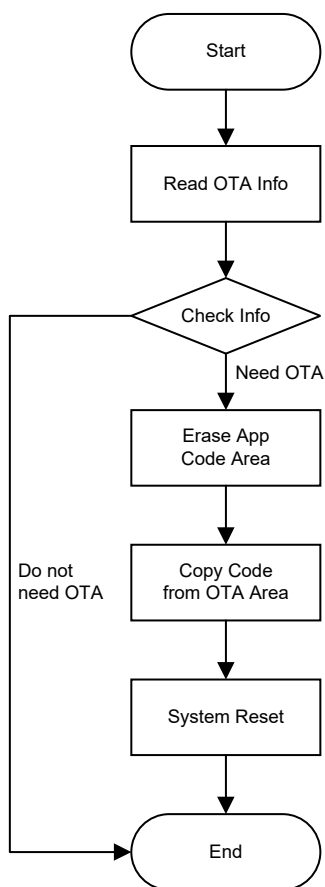 Start
Read OTA Info
Check Info
Need OTA
Erase App
Code Area
Do not
need OTA
Copy Code
from OTA Area
System Reset
End